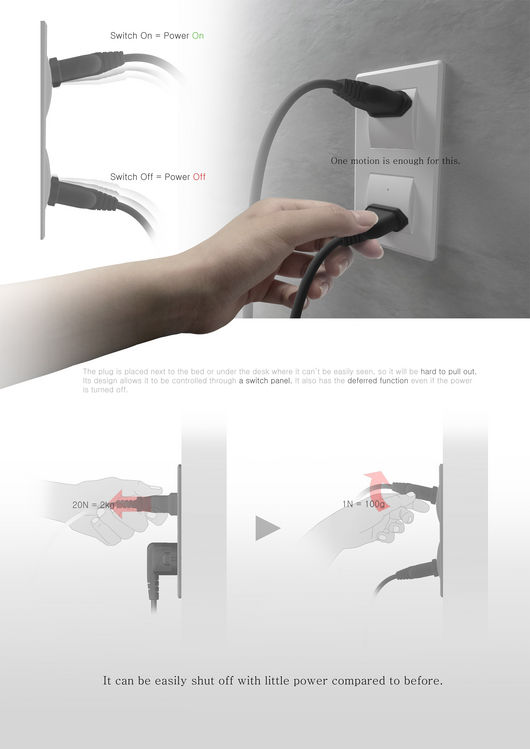 Switch On = Power On
One motion is enough for this.
Switch Off = Power Off
The plug is placed next to the bed or under the desk where it can't be easily seen, so it will be hard to pull out.
Its design allows it to be controlled through a switch panel. It also has the deferred function even if the power
is turned off.
20N = 2kg
1N = 100g
It can be easily shut off with little power compared to before.